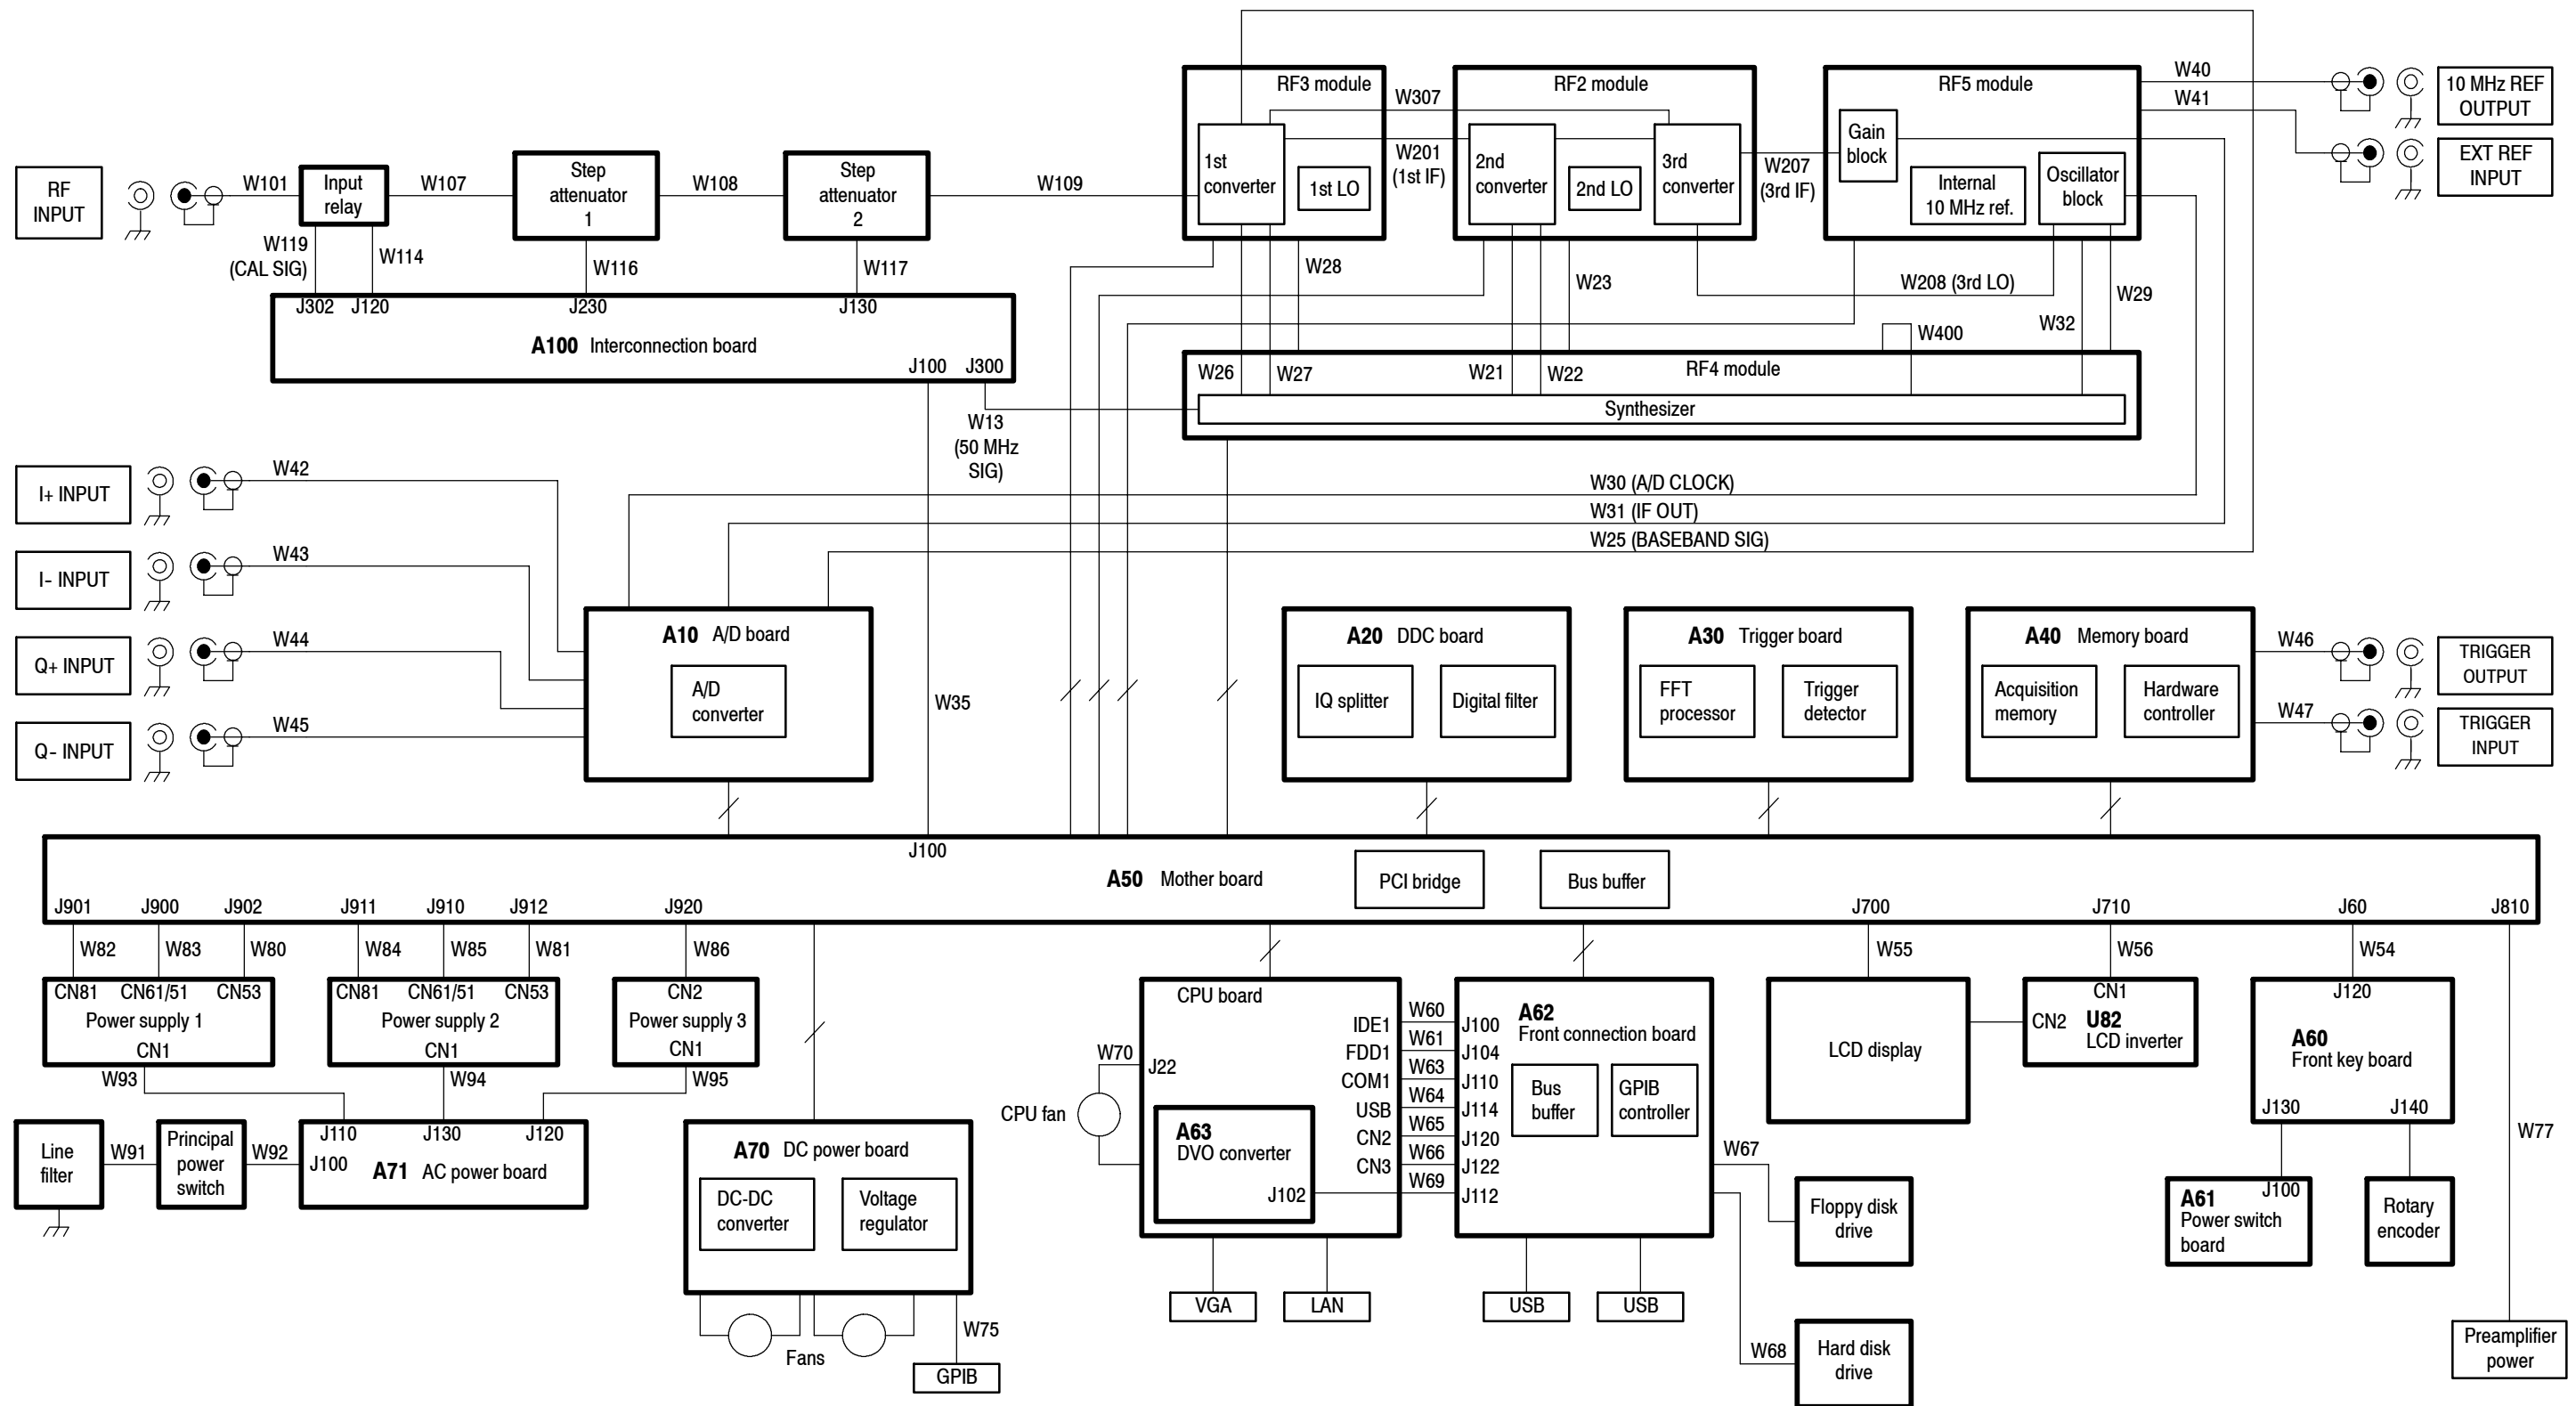 RF3 module
RF2 module
RF5 module
W40
W41
10 MHz REF
OUTPUT
EXT REF
INPUT
W307
W201
(1st IF)
W207
(3rd IF)
1st
converter
1st LO
2nd
converter
2nd LO
3rd
converter
Gain
block
Internal
10 MHz ref.
Oscillator
block
RF
INPUT
W101
Input
relay
W107
Step
attenuator
1
W108
Step
attenuator
2
W109
W119
(CAL SIG)
W114
W116
W117
W28
W23
W208 (3rd LO)
W29
W32
W400
J302
J120
J230
J130
A100 Interconnection board
J100
J300
W26
W27
W21
W22
RF4 module
Synthesizer
W13
(50 MHz
SIG)
I+ INPUT
W42
I- INPUT
W43
Q+ INPUT
W44
Q- INPUT
W45
W30 (A/D CLOCK)
W31 (IF OUT)
W25 (BASEBAND SIG)
A10 A/D board
A/D
converter
W35
A20 DDC board
IQ splitter
Digital filter
A30 Trigger board
FFT
processor
Trigger
detector
A40 Memory board
Acquisition
memory
Hardware
controller
W46
W47
TRIGGER
OUTPUT
TRIGGER
INPUT
J100
A50 Mother board
PCI bridge
Bus buffer
J901
J900
J902
J911
J910
J912
J920
J700
J710
J60
J810
W82
W83
W80
W84
W85
W81
W86
W55
W56
W54
W77
CN81
CN61/51
CN53
Power supply 1
CN1
CN81
CN61/51
CN53
Power supply 2
CN1
CN2
Power supply 3
CN1
W93
W94
W95
Line
filter
W91
Principal
power
switch
W92
J110
J130
J120
J100
A71 AC power board
A70 DC power board
DC-DC
converter
Voltage
regulator
Fans
W75
GPIB
CPU board
W70
J22
CPU fan
IDE1
FDD1
COM1
USB
CN2
CN3
A63
DVO converter
J102
W60
W61
W63
W64
W65
W66
W69
A62
Front connection board
J100
J104
J110
J114
J120
J122
J112
Bus
buffer
GPIB
controller
VGA
LAN
USB
USB
W67
W68
Floppy disk
drive
Hard disk
drive
LCD display
CN1
CN2
U82
LCD inverter
J120
A60
Front key board
J130
J140
J100
A61
Power switch
board
Rotary
encoder
Preamplifier
power